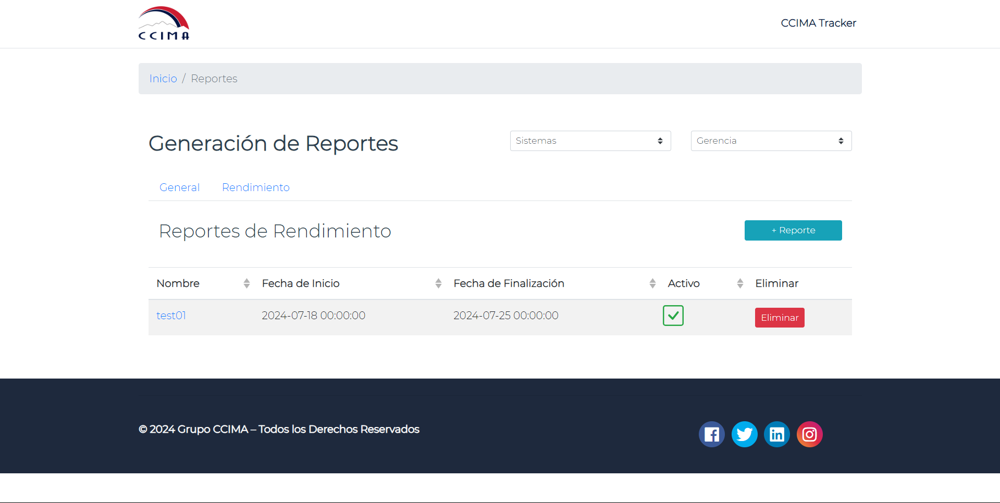 CCIMA
CCIMA Tracker
Inicio / Reportes
Generación de Reportes
Sistemas
Gerencia
General
Rendimiento
Reportes de Rendimiento
+ Reporte
Nombre
Fecha de Inicio
Fecha de Finalización
Activo
Eliminar
test01
2024-07-18 00:00:00
2024-07-25 00:00:00
Eliminar
© 2024 Grupo CCIMA – Todos los Derechos Reservados